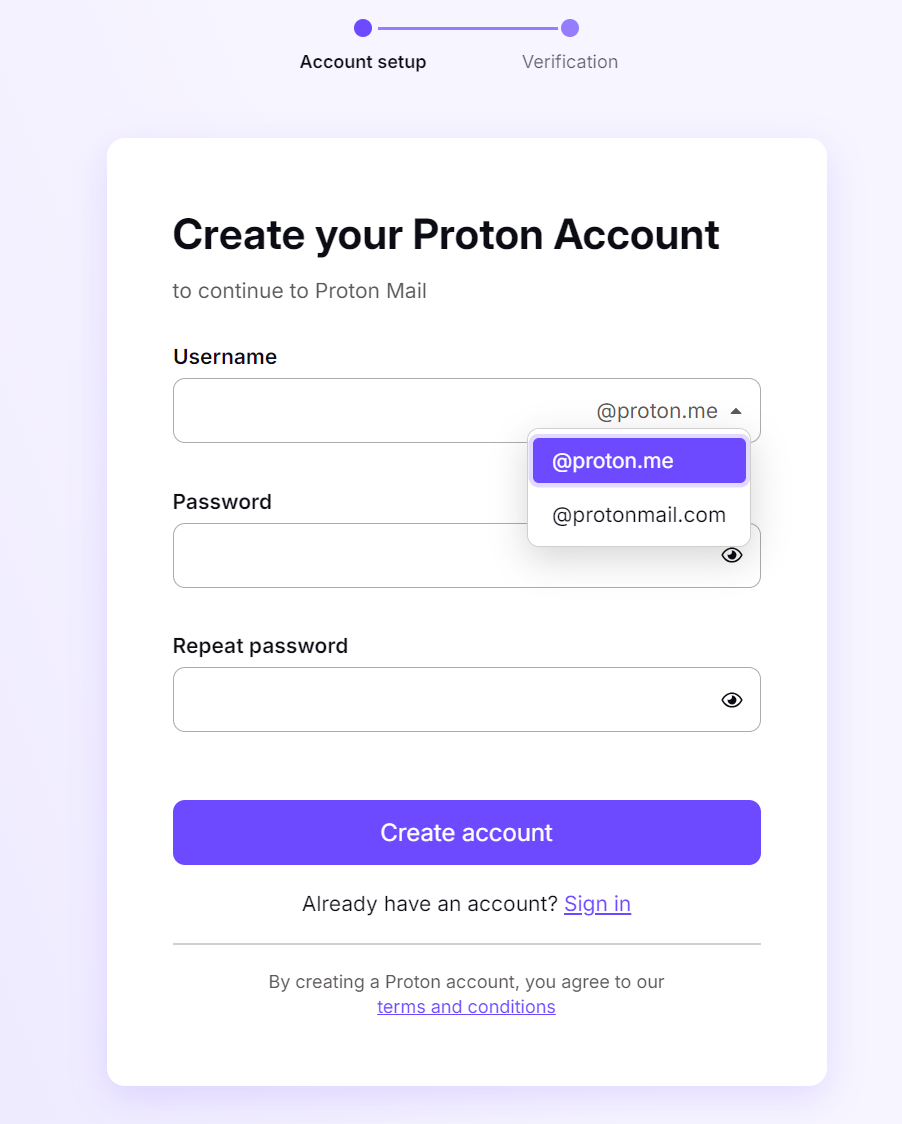 Account setup
Verification
Create your Proton Account
to continue to Proton Mail
Username
@proton.me
@proton.me
@protonmail.com
Password
Repeat password
Create account
Already have an account? Sign in
By creating a Proton account, you agree to our
terms and conditions